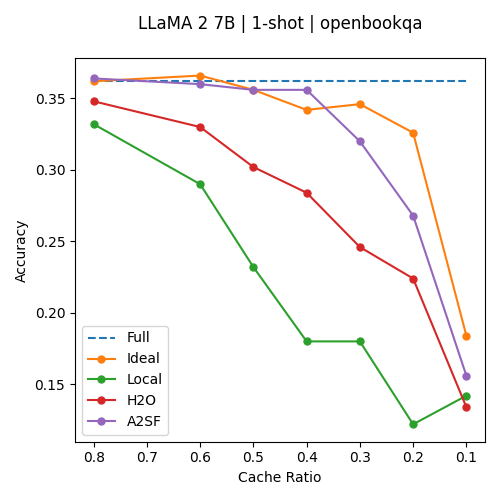 LLaMA 2 7B | 1-shot | openbookqa
Accuracy
0.35
0.30
0.25
0.20
0.15
Full
Ideal
Local
H2O
A2SF
0.8 0.7 0.6 0.5 0.4 0.3 0.2 0.1
Cache Ratio